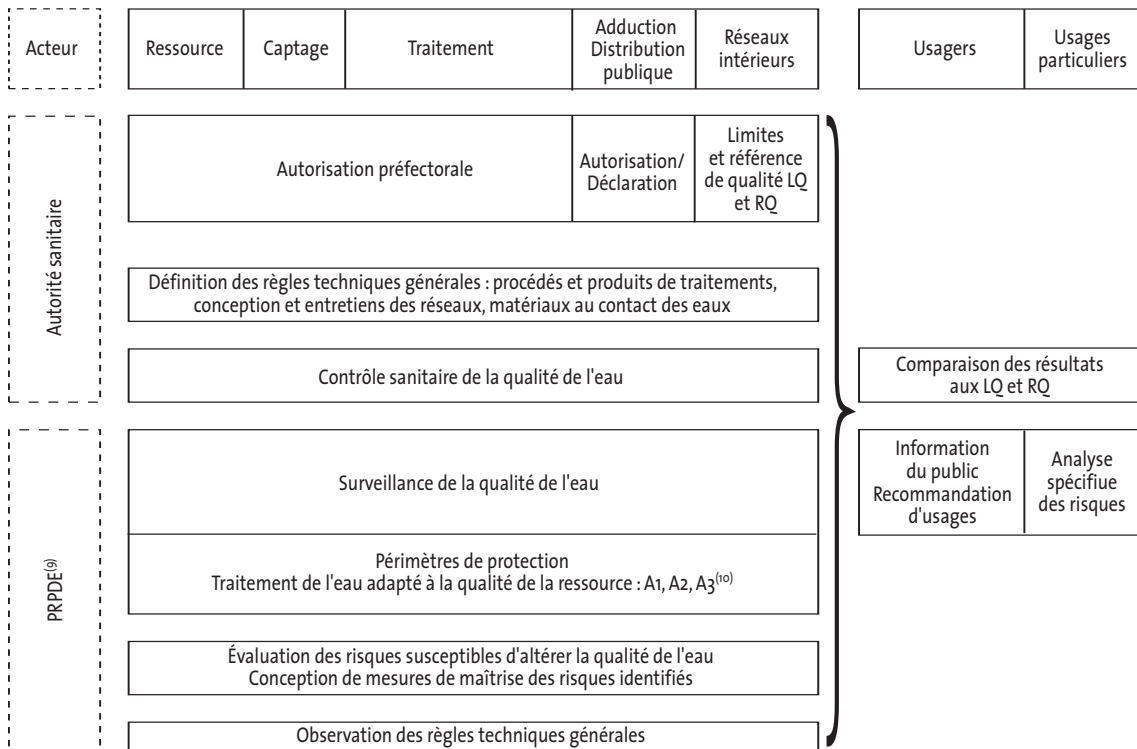 Acteur
Ressource
Captage
Traitement
Adduction
Distribution
publique
Réseaux
intérieurs
Usagers
Usages
particuliers
Autorité sanitaire
Autorisation préfectorale
Autorisation/
Déclaration
Limites
et référence
de qualité LQ
et RQ
Définition des règles techniques générales : procédés et produits de traitements,
conception et entretiens des réseaux, matériaux au contact des eaux
Contrôle sanitaire de la qualité de l'eau
Comparaison des résultats
aux LQ et RQ
PRPDE(9)
Surveillance de la qualité de l'eau
Information
du public
Recommandation
d'usages
Analyse
spécifiue
des risques
Périmètres de protection
Traitement de l'eau adapté à la qualité de la ressource : A1, A2, A3(10)
Évaluation des risques susceptibles d'altérer la qualité de l'eau
Conception de mesures de maîtrise des risques identifiés
Observation des règles techniques générales